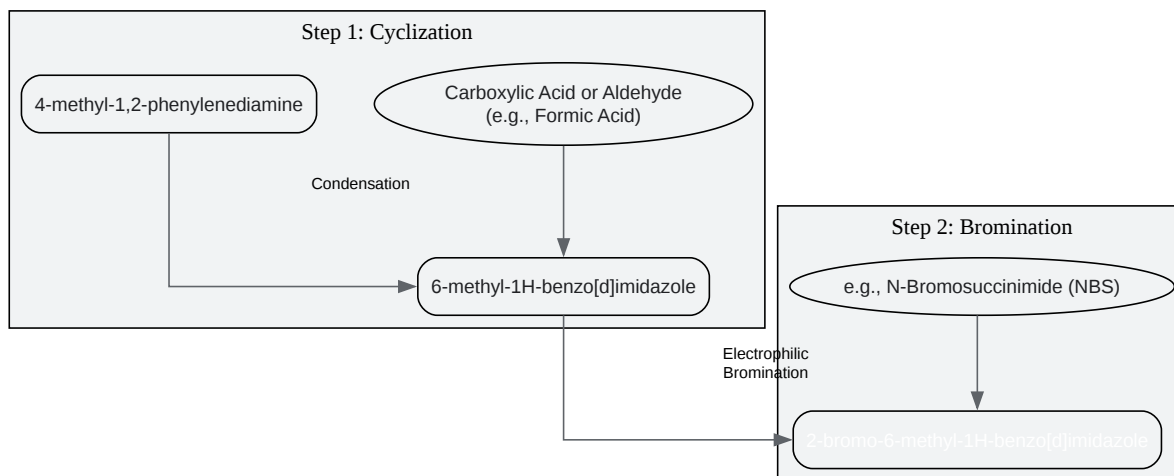 Step 1: Cyclization
4-methyl-1,2-phenylenediamine
Carboxylic Acid or Aldehyde
(e.g., Formic Acid)
Condensation
6-methyl-1H-benzo[d]imidazole
Step 2: Bromination
e.g., N-Bromosuccinimide (NBS)
Electrophilic
Bromination
2-bromo-6-methyl-1H-benzo[d]imidazole